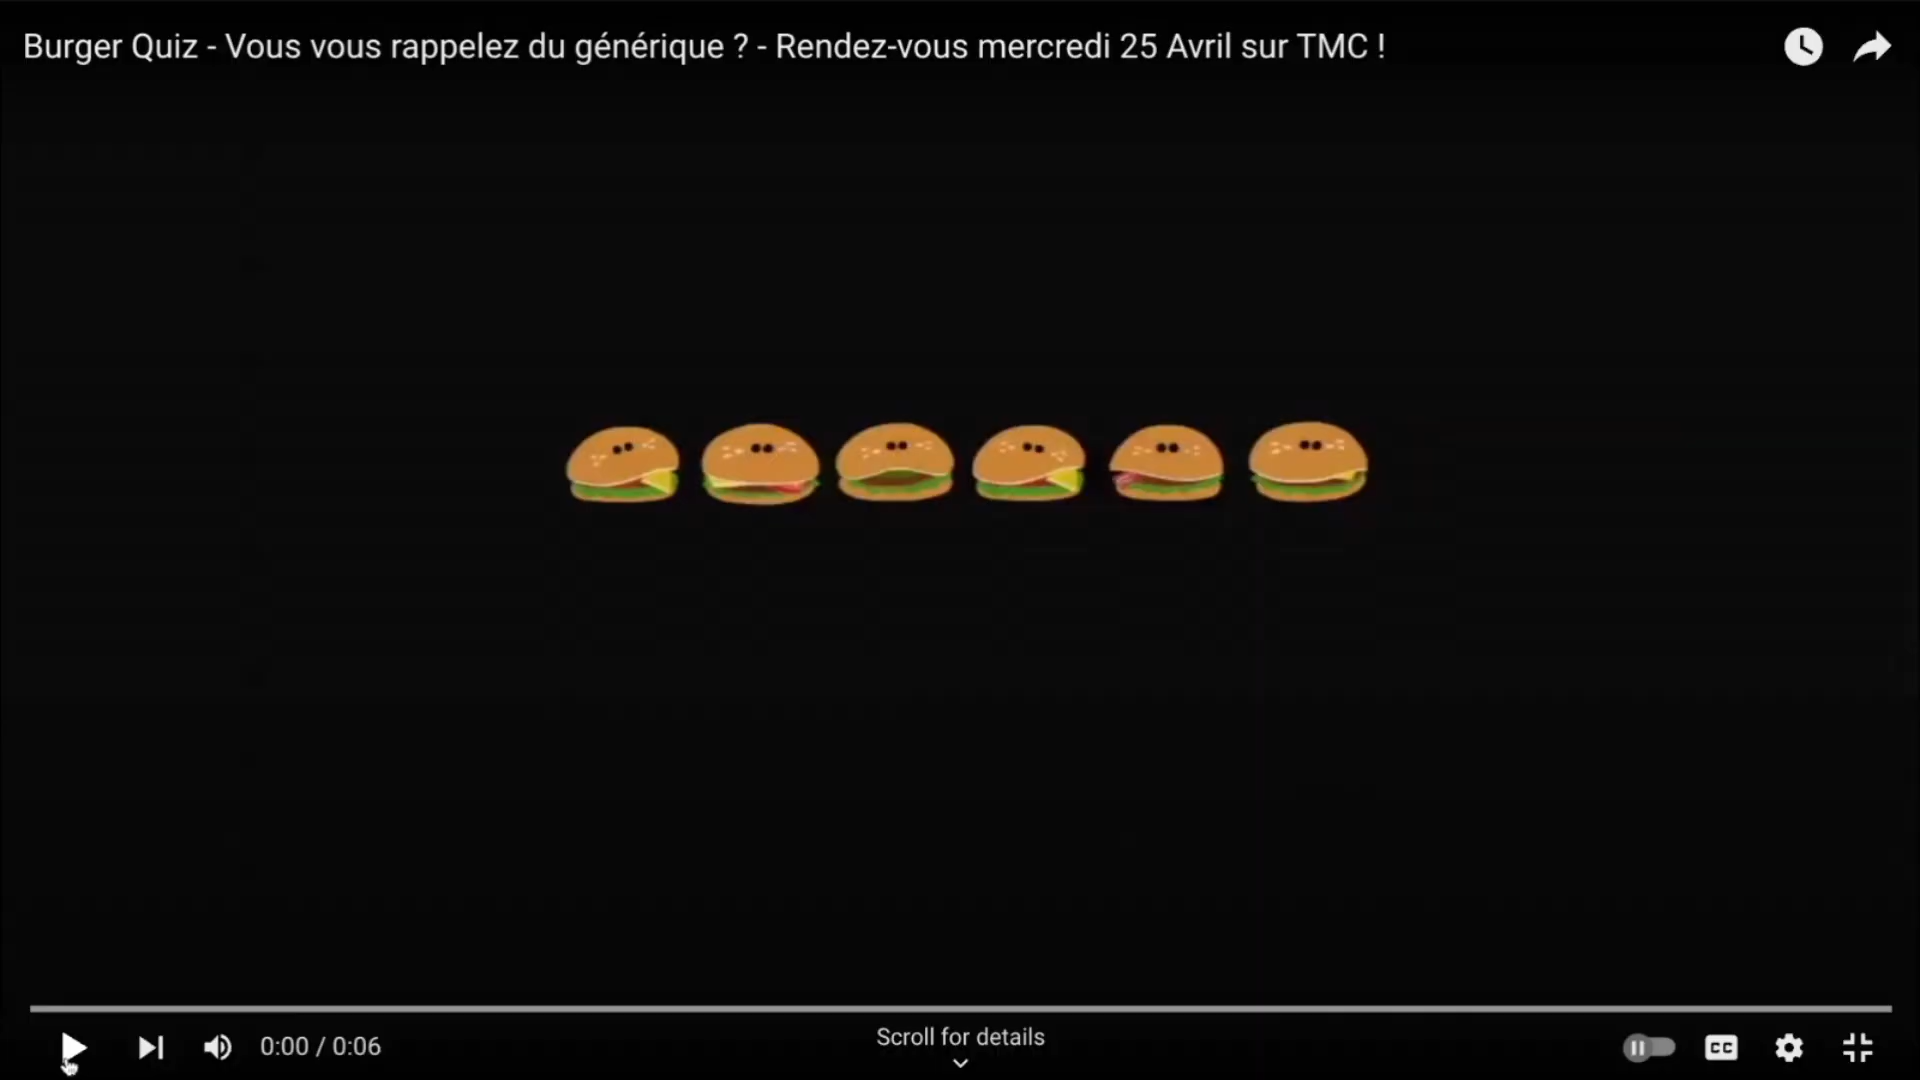 Burger Quiz - Vous vous rappelez du générique ? - Rendez-vous mercredi 25 Avril sur TMC !
0:00 / 0:06
Scroll for details
CC